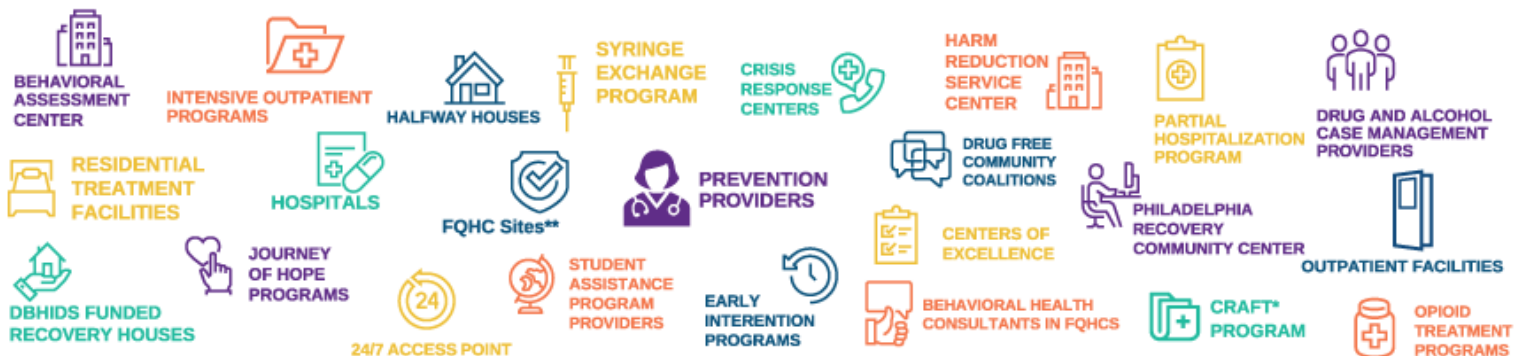 BEHAVIORAL
ASSESSMENT
CENTER
INTENSIVE OUTPATIENT
PROGRAMS
HALFWAY HOUSES
SYRINGE
EXCHANGE
PROGRAM
CRISIS
RESPONSE
CENTERS
HARM
REDUCTION
SERVICE
CENTER
PARTIAL
HOSPITALIZATION
PROGRAM
DRUG AND ALCOHOL
CASE MANAGEMENT
PROVIDERS
RESIDENTIAL
TREATMENT
FACILITIES
HOSPITALS
FQHC Sites**
PREVENTION
PROVIDERS
DRUG FREE
COMMUNITY
COALITIONS
PHILADELPHIA
RECOVERY
COMMUNITY CENTER
OUTPATIENT FACILITIES
DBHIDS FUNDED
RECOVERY HOUSES
JOURNEY
OF HOPE
PROGRAMS
24
24/7 ACCESS POINT
STUDENT
ASSISTANCE
PROGRAM
PROVIDERS
EARLY
INTERENTION
PROGRAMS
CENTERS OF
EXCELLENCE
BEHAVIORAL HEALTH
CONSULTANTS IN FQHCS
CRAFT*
PROGRAM
OPIOID
TREATMENT
PROGRAMS